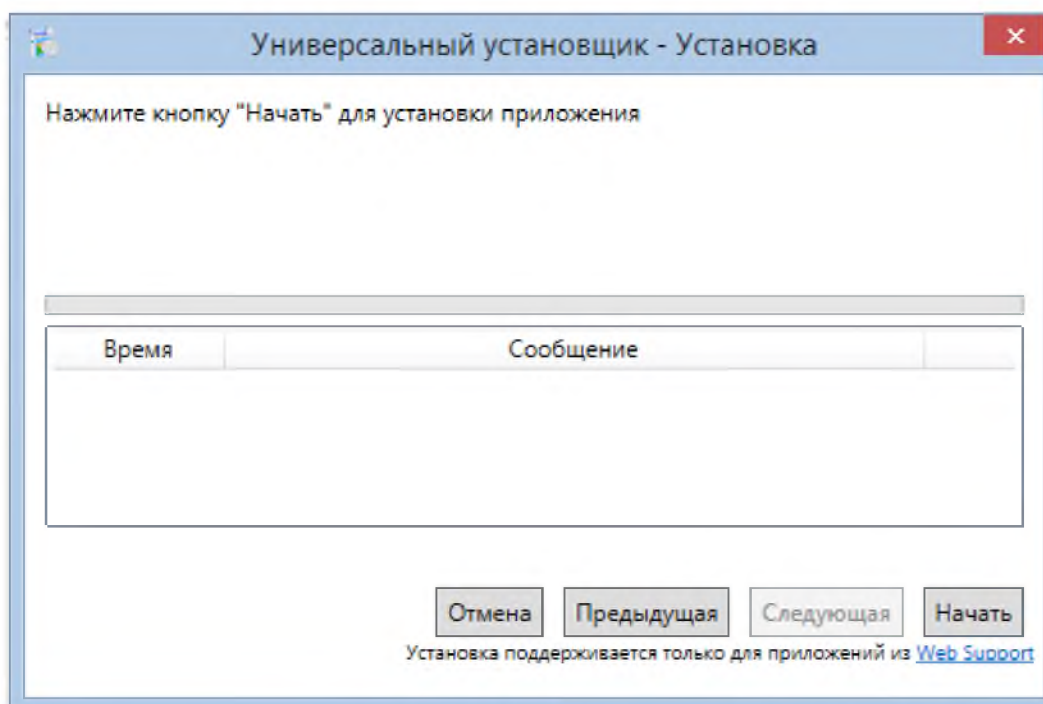 Универсальный установщик - Установка
Нажмите кнопку "Начать" для установки приложения
Время Сообщение
Отмена Предыдущая Следующая Начать
Установка поддерживается только для приложений из Web Support